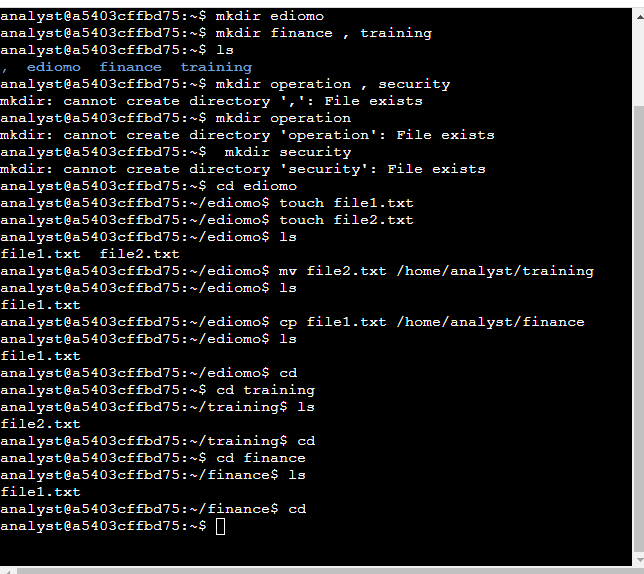 analyst@a5403cffbd75:~$ mkdir ediomo
analyst@a5403cffbd75:~$ mkdir finance , training
analyst@a5403cffbd75:~$ ls
,  ediomo  finance  training
analyst@a5403cffbd75:~$ mkdir operation , security
mkdir: cannot create directory ',': File exists
analyst@a5403cffbd75:~$ mkdir operation
mkdir: cannot create directory 'operation': File exists
analyst@a5403cffbd75:~$  mkdir security
mkdir: cannot create directory 'security': File exists
analyst@a5403cffbd75:~$ cd ediomo
analyst@a5403cffbd75:~/ediomo$ touch file1.txt
analyst@a5403cffbd75:~/ediomo$ touch file2.txt
analyst@a5403cffbd75:~/ediomo$ ls
file1.txt  file2.txt
analyst@a5403cffbd75:~/ediomo$ mv file2.txt /home/analyst/training
analyst@a5403cffbd75:~/ediomo$ ls
file1.txt
analyst@a5403cffbd75:~/ediomo$ cp file1.txt /home/analyst/finance
analyst@a5403cffbd75:~/ediomo$ ls
file1.txt
analyst@a5403cffbd75:~/ediomo$ cd
analyst@a5403cffbd75:~$ cd training
analyst@a5403cffbd75:~/training$ ls
file2.txt
analyst@a5403cffbd75:~/training$ cd
analyst@a5403cffbd75:~$ cd finance
analyst@a5403cffbd75:~/finance$ ls
file1.txt
analyst@a5403cffbd75:~/finance$ cd
analyst@a5403cffbd75:~$